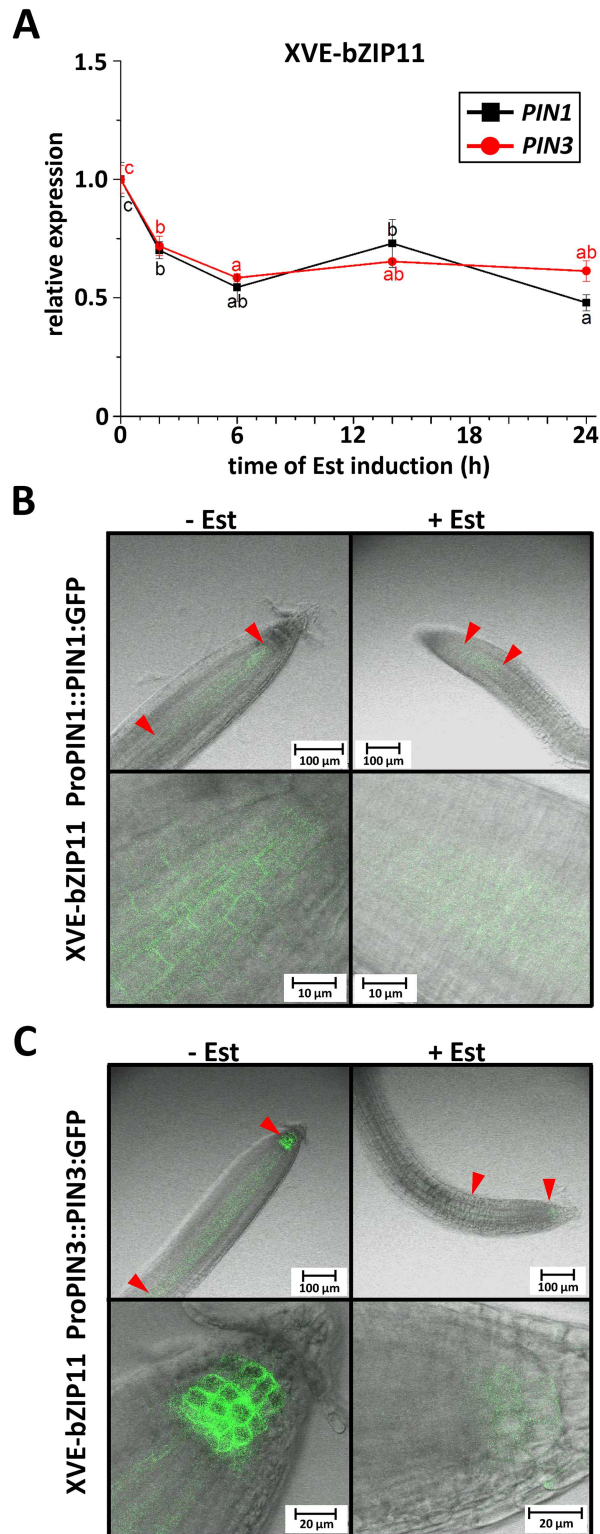 A
XVE-bZIP11
1.5
1.0
0.5
0
relative expression
PIN1
PIN3
c
c
b
b
a
ab
b
ab
ab
a
0
6
12
18
24
time of Est induction (h)
B
- Est
+ Est
XVE-bZIP11 ProPIN1::PIN1:GFP
100 µm
100 µm
10 µm
10 µm
C
- Est
+ Est
XVE-bZIP11 ProPIN3::PIN3:GFP
100 µm
100 µm
20 µm
20 µm